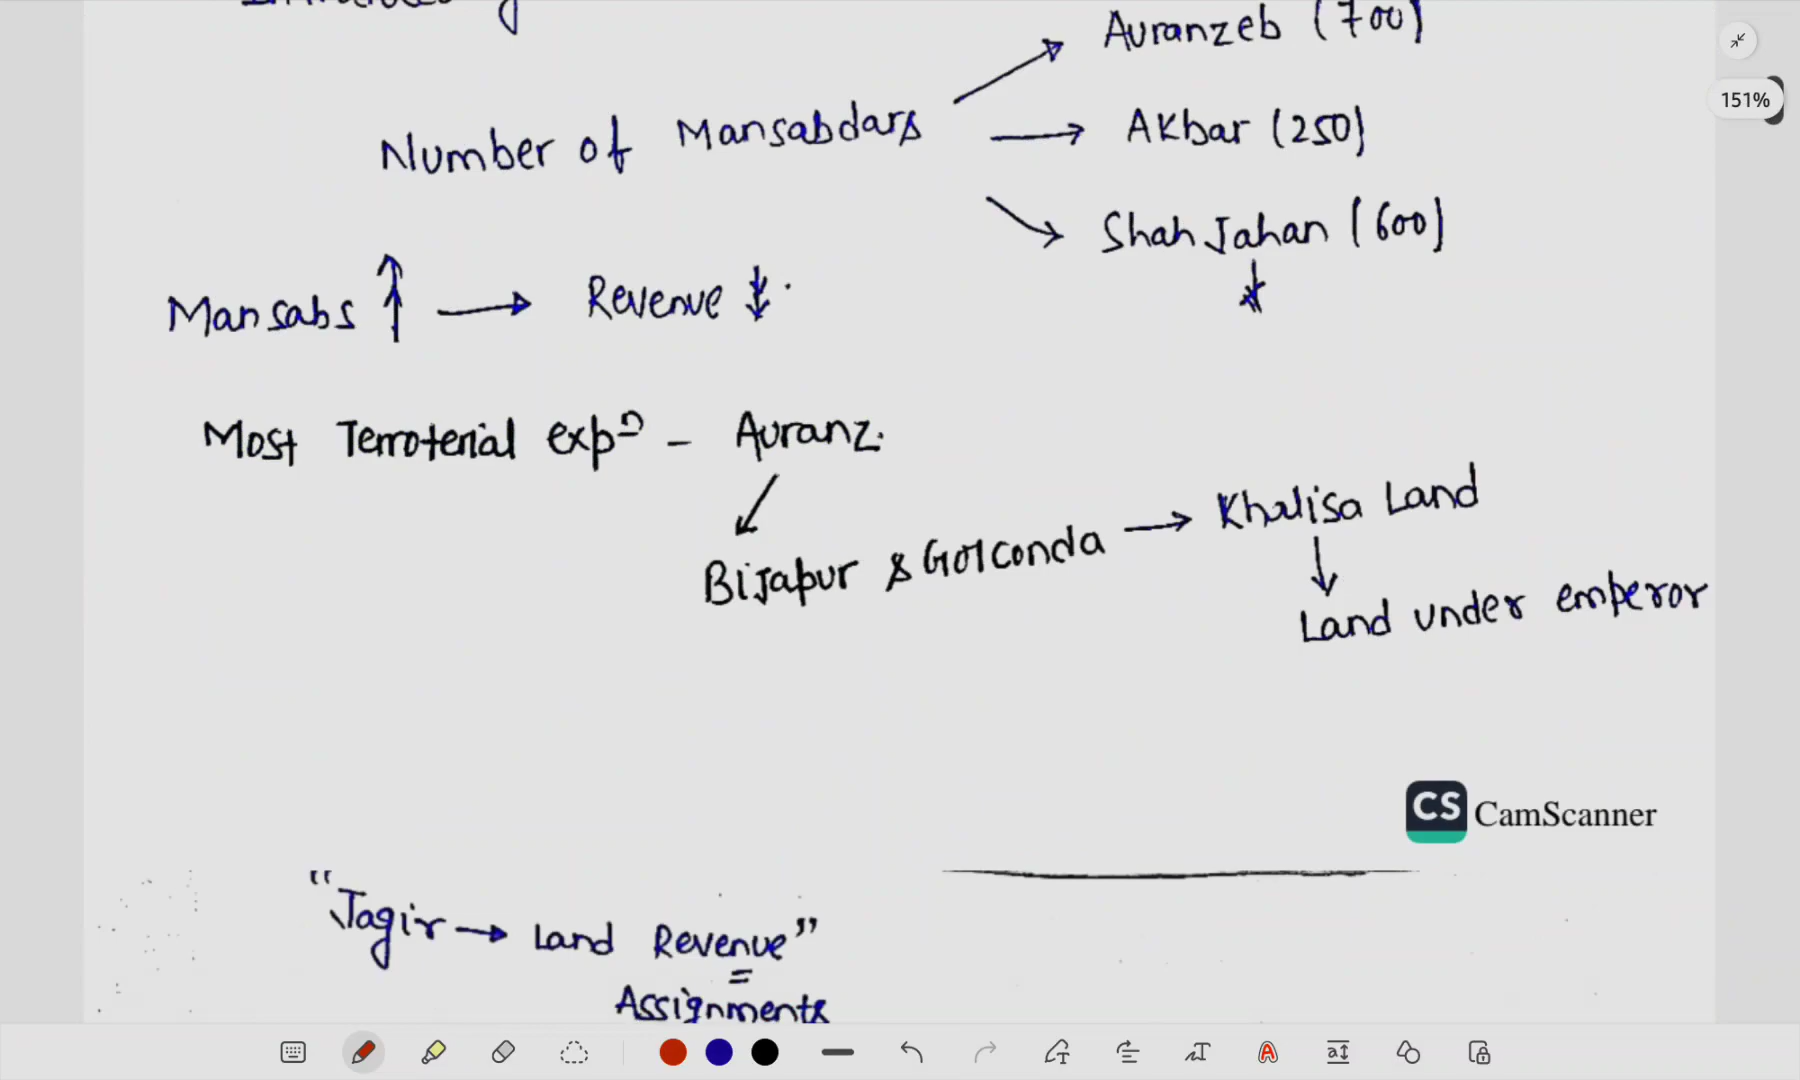 Auranzeb (700)
Number of Mansabdars
Akbar (250)
Shah Jahan (600)
Mansabs ↑ → Revenue ↓.
Most Terroterial expⁿ - Auranz.
Bijapur & Golconda → Khalisa Land
Land under emperor
CS CamScanner
"Jagir → Land Revenue"
=
Assignments
151%